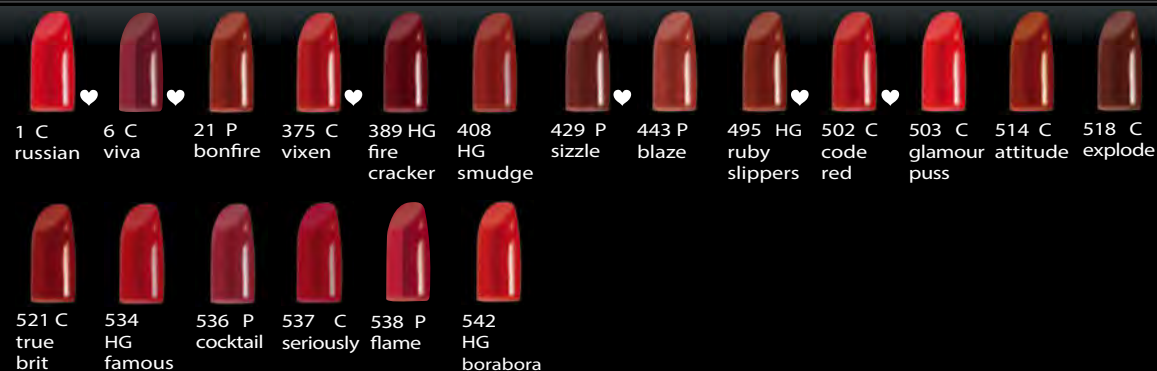 1 C
russian
6 C
viva
21 P
bonfire
375 C
vixen
389 HG
fire
cracker
408
HG
smudge
429 P
sizzle
443 P
blaze
495 HG
ruby
slippers
502 C
code
red
503 C
glamour
puss
514 C
attitude
518 C
explode
521 C
true
brit
534
HG
famous
536 P
cocktail
537 C
seriously
538 P
flame
542
HG
borabora